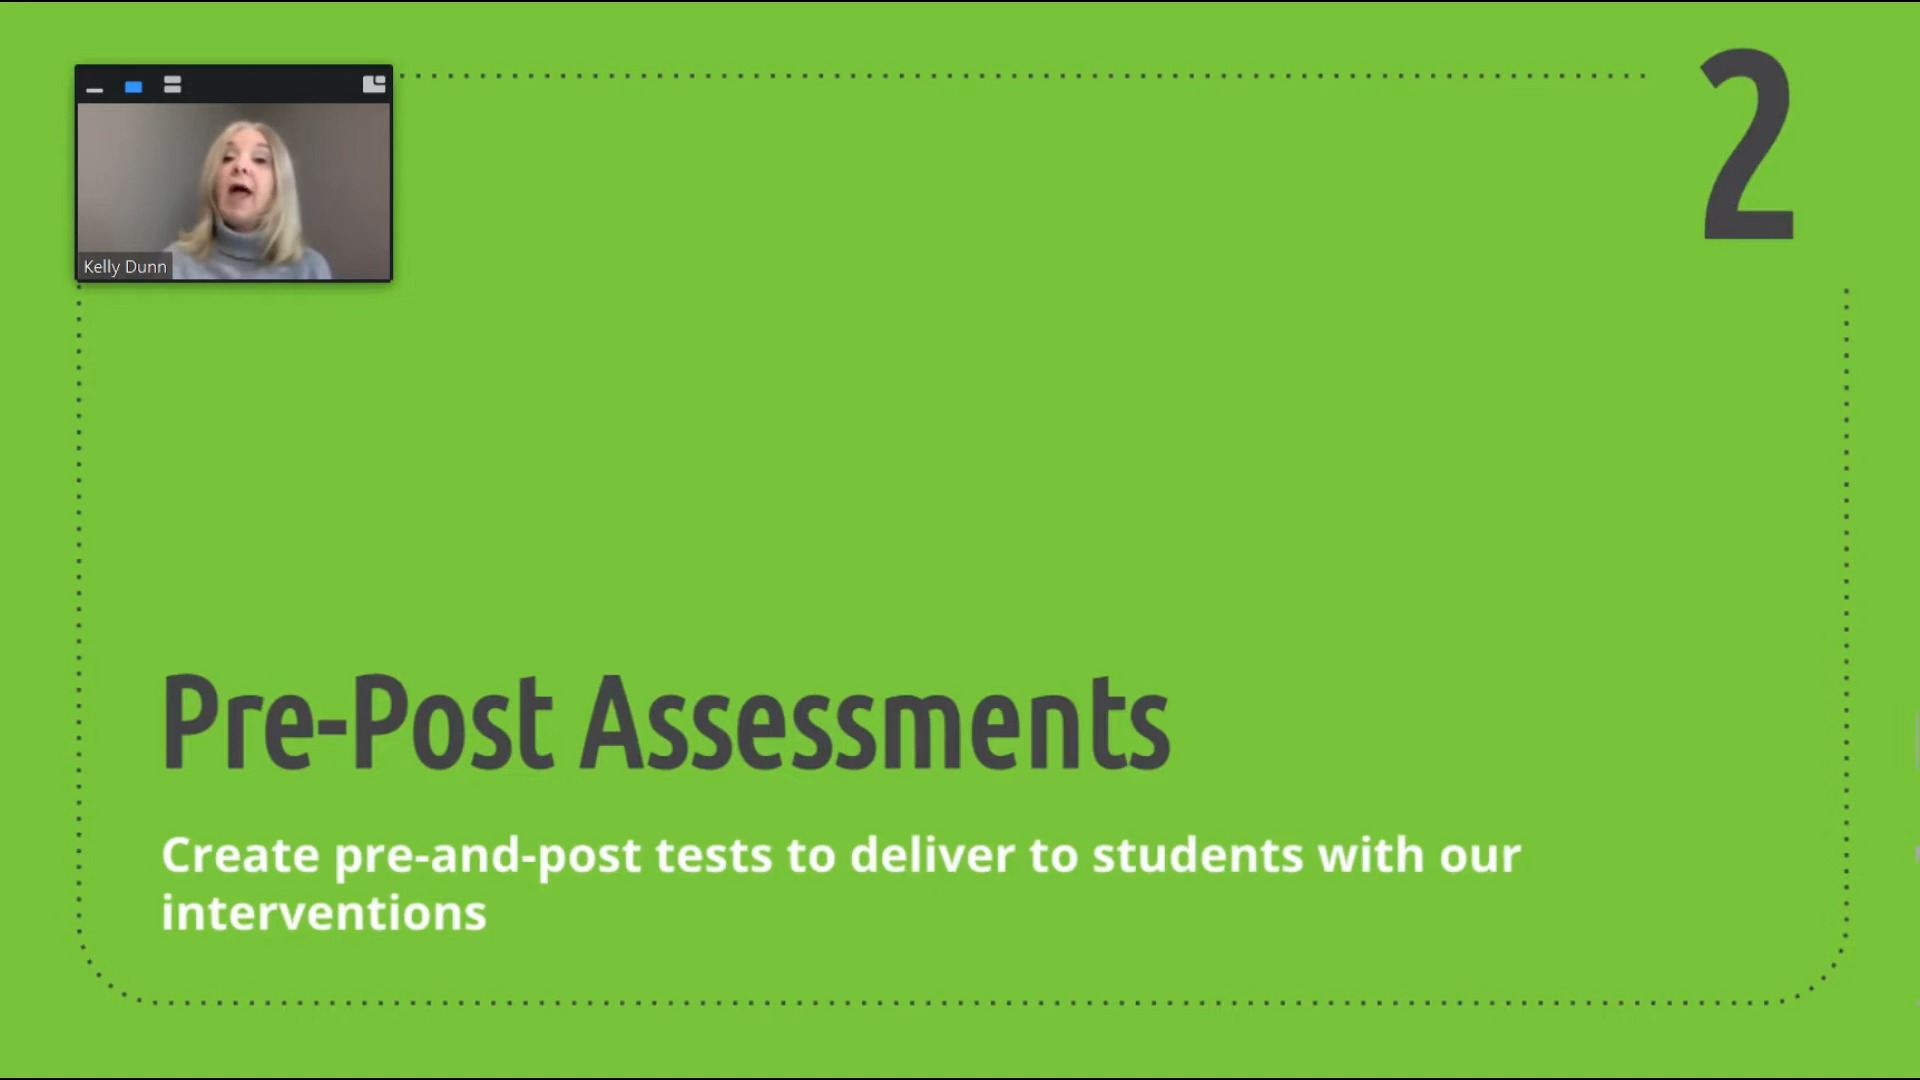 Kelly Dunn
2
Pre-Post Assessments
Create pre-and-post tests to deliver to students with our
interventions